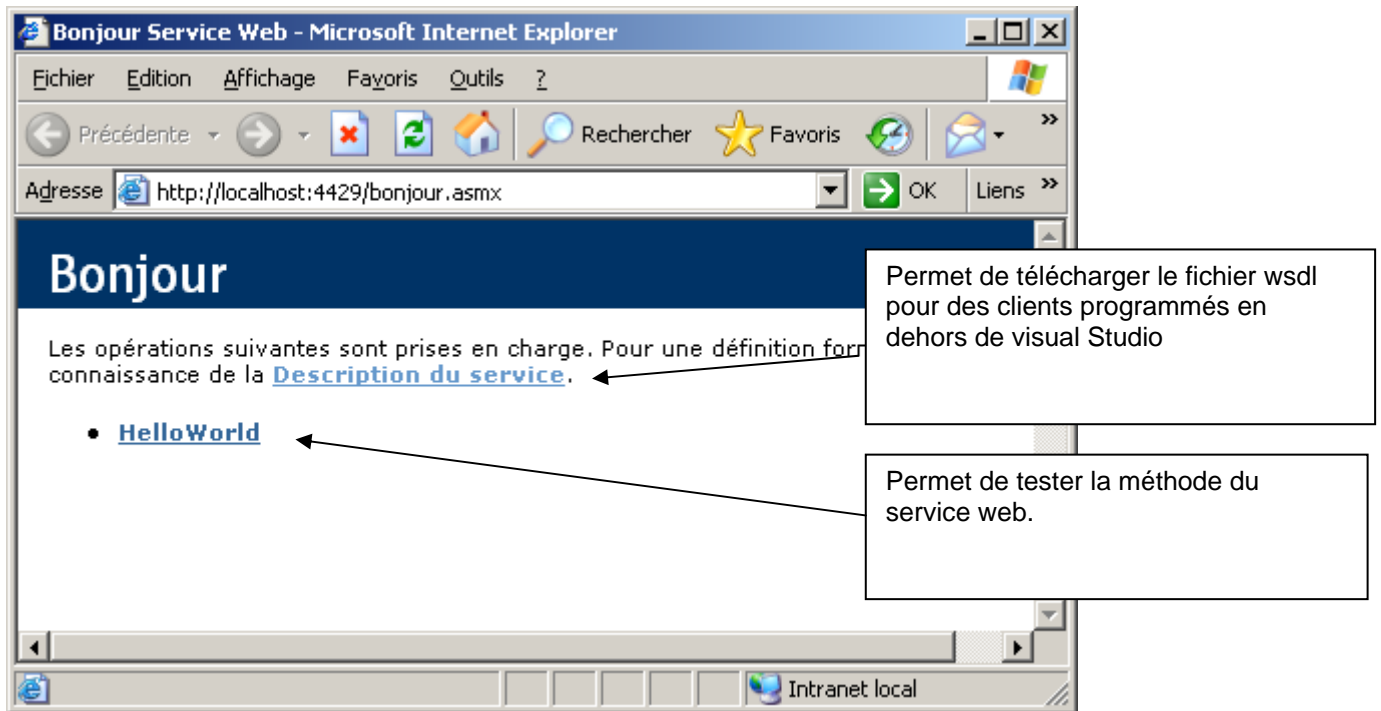 Bonjour Service Web - Microsoft Internet Explorer
Fichier Edition Affichage Favoris Outils ?
Précédente Rechercher Favoris »
Adresse http://localhost:4429/bonjour.asmx OK Liens »
Bonjour
Les opérations suivantes sont prises en charge. Pour une définition for
connaissance de la Description du service.
• HelloWorld
Permet de télécharger le fichier wsdl
pour des clients programmés en
dehors de visual Studio
Permet de tester la méthode du
service web.
Intranet local